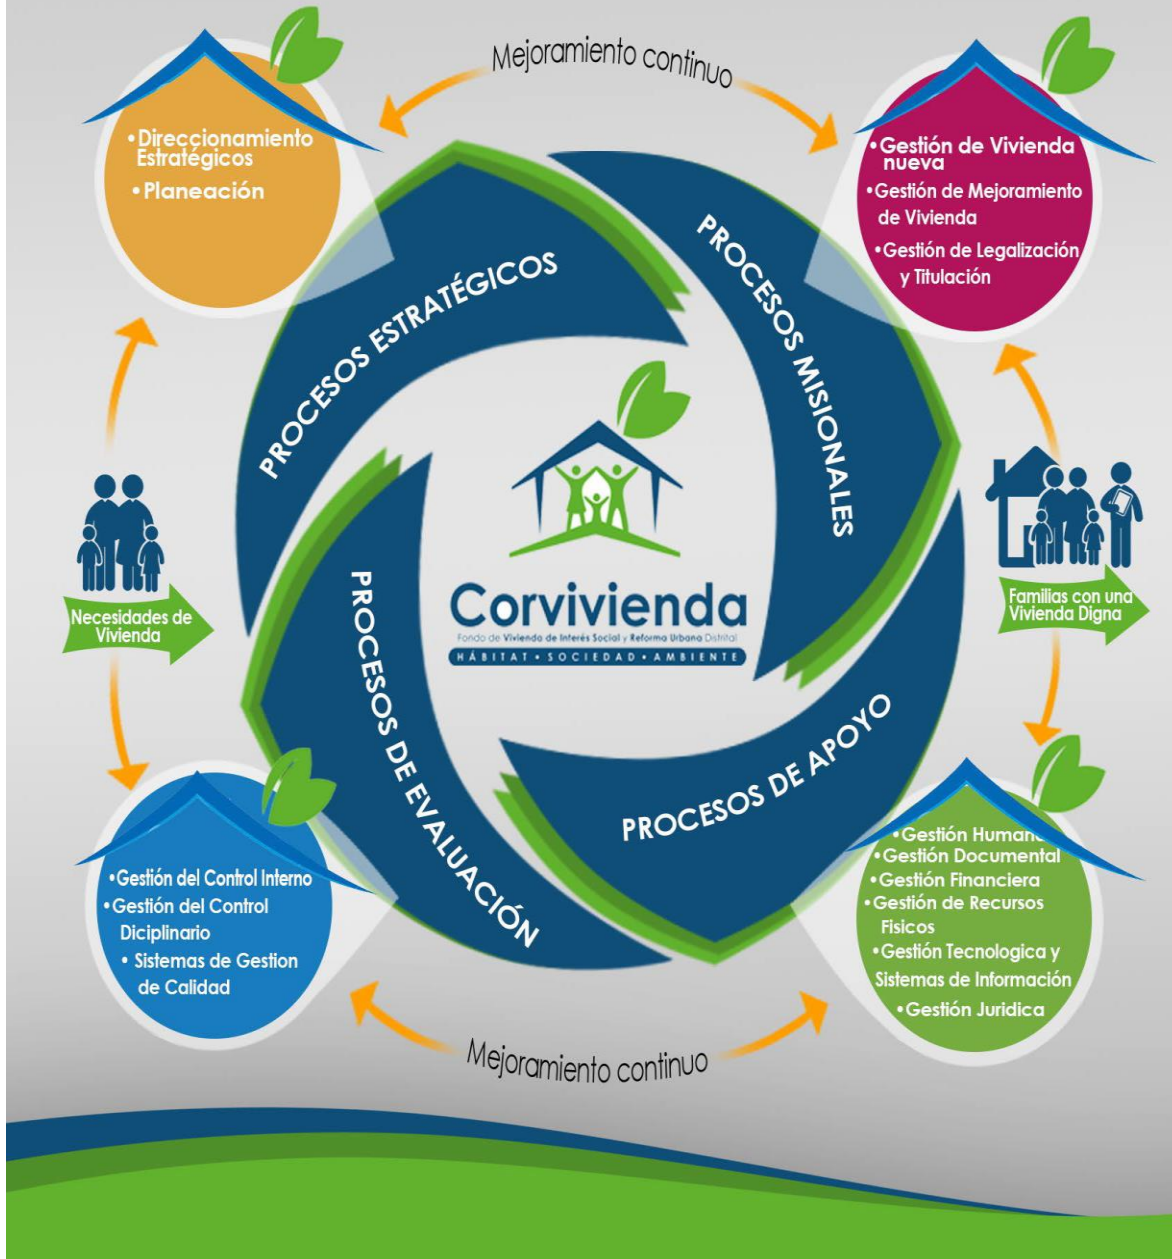 Mejoramiento continuo
•Direccionamiento
Estratégicos
•Planeación
•Gestión de Vivienda
nueva
•Gestión de Mejoramiento
de Vivienda
•Gestión de Legalización
y Titulación
PROCESOS ESTRATÉGICOS
PROCESOS MISIONALES
Necesidades de
Vivienda
Corvivienda
Fondo de Vivienda de Interés Social y Reforma Urbana Distrital
HÁBITAT • SOCIEDAD • AMBIENTE
Familias con una
Vivienda Digna
PROCESOS DE EVALUACIÓN
PROCESOS DE APOYO
•Gestión del Control Interno
•Gestión del Control
Diciplinario
• Sistemas de Gestion
de Calidad
•Gestión Humana
•Gestión Documental
•Gestión Financiera
•Gestión de Recursos
Fisicos
•Gestión Tecnologica y
Sistemas de Información
•Gestión Juridica
Mejoramiento continuo